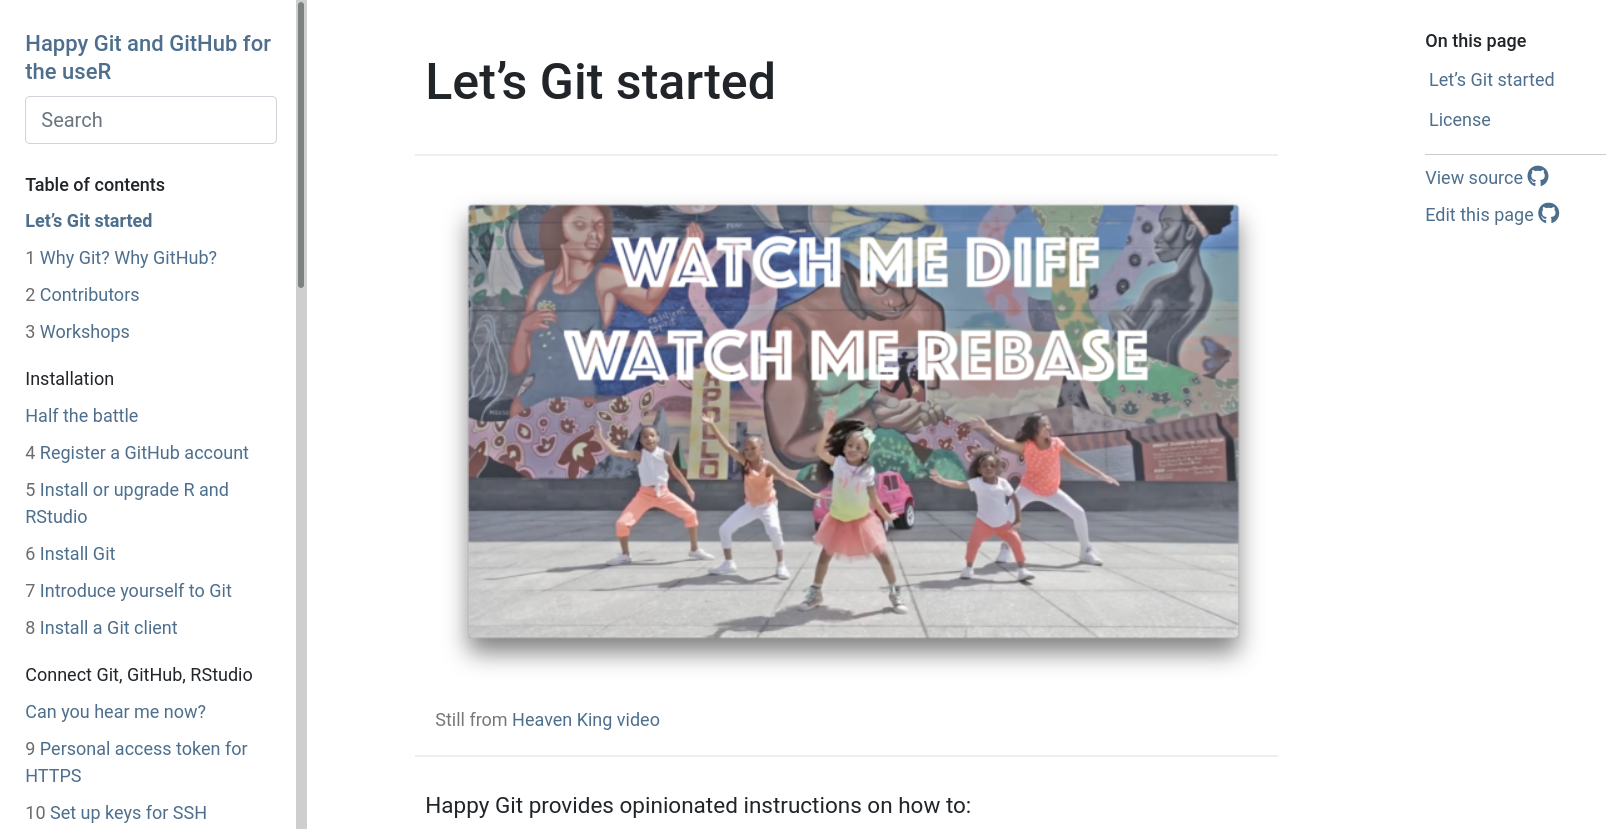 Happy Git and GitHub for
the useR
Search
Table of contents
Let’s Git started
1 Why Git? Why GitHub?
2 Contributors
3 Workshops
Installation
Half the battle
4 Register a GitHub account
5 Install or upgrade R and
RStudio
6 Install Git
7 Introduce yourself to Git
8 Install a Git client
Connect Git, GitHub, RStudio
Can you hear me now?
9 Personal access token for
HTTPS
10 Set up keys for SSH
Let’s Git started
WATCH ME DIFF
WATCH ME REBASE
resilient
spirit
APOLLO
Still from Heaven King video
Happy Git provides opinionated instructions on how to:
On this page
Let’s Git started
License
View source
Edit this page